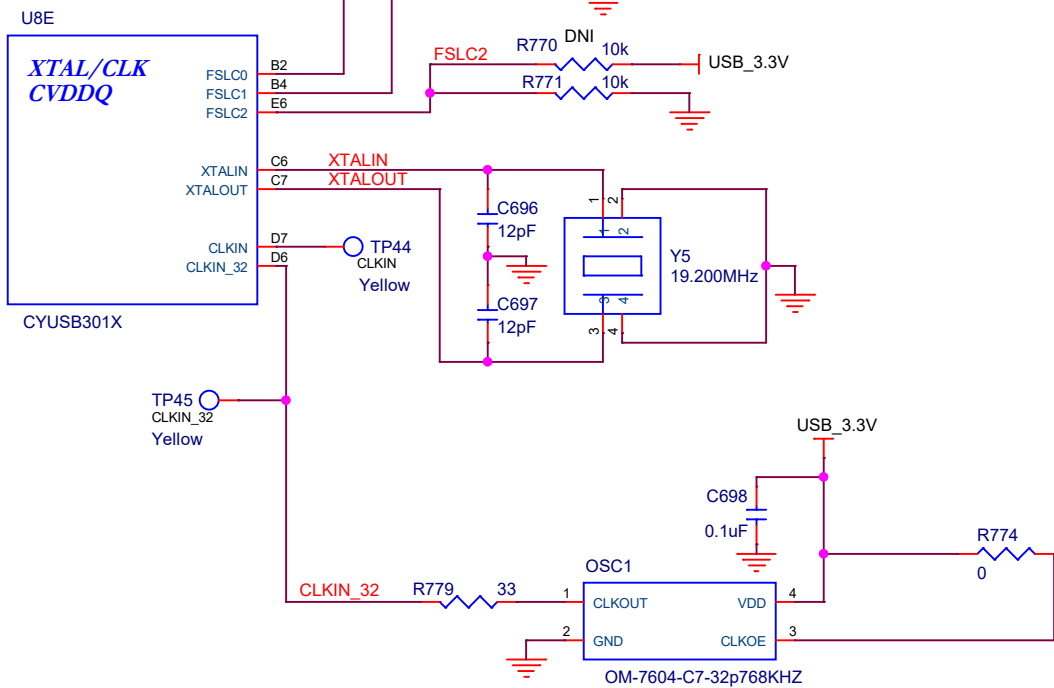 U8E
XTAL/CLK
CVDDQ
FSLC0
B2
FSLC1
B4
FSLC2
E6
XTALIN
C6
XTALOUT
C7
CLKIN
D7
CLKIN_32
D6
CYUSB301X
FSLC2
R770
DNI
10k
USB_3.3V
R771
10k
XTALIN
XTALOUT
C696
12pF
C697
12pF
1
2
1
2
3
4
3
4
Y5
19.200MHz
TP44
CLKIN
Yellow
TP45
CLKIN_32
Yellow
USB_3.3V
C698
0.1uF
R774
0
OSC1
CLKIN_32
R779
33
1
CLKOUT
VDD
4
2
GND
CLKOE
3
OM-7604-C7-32p768KHZ